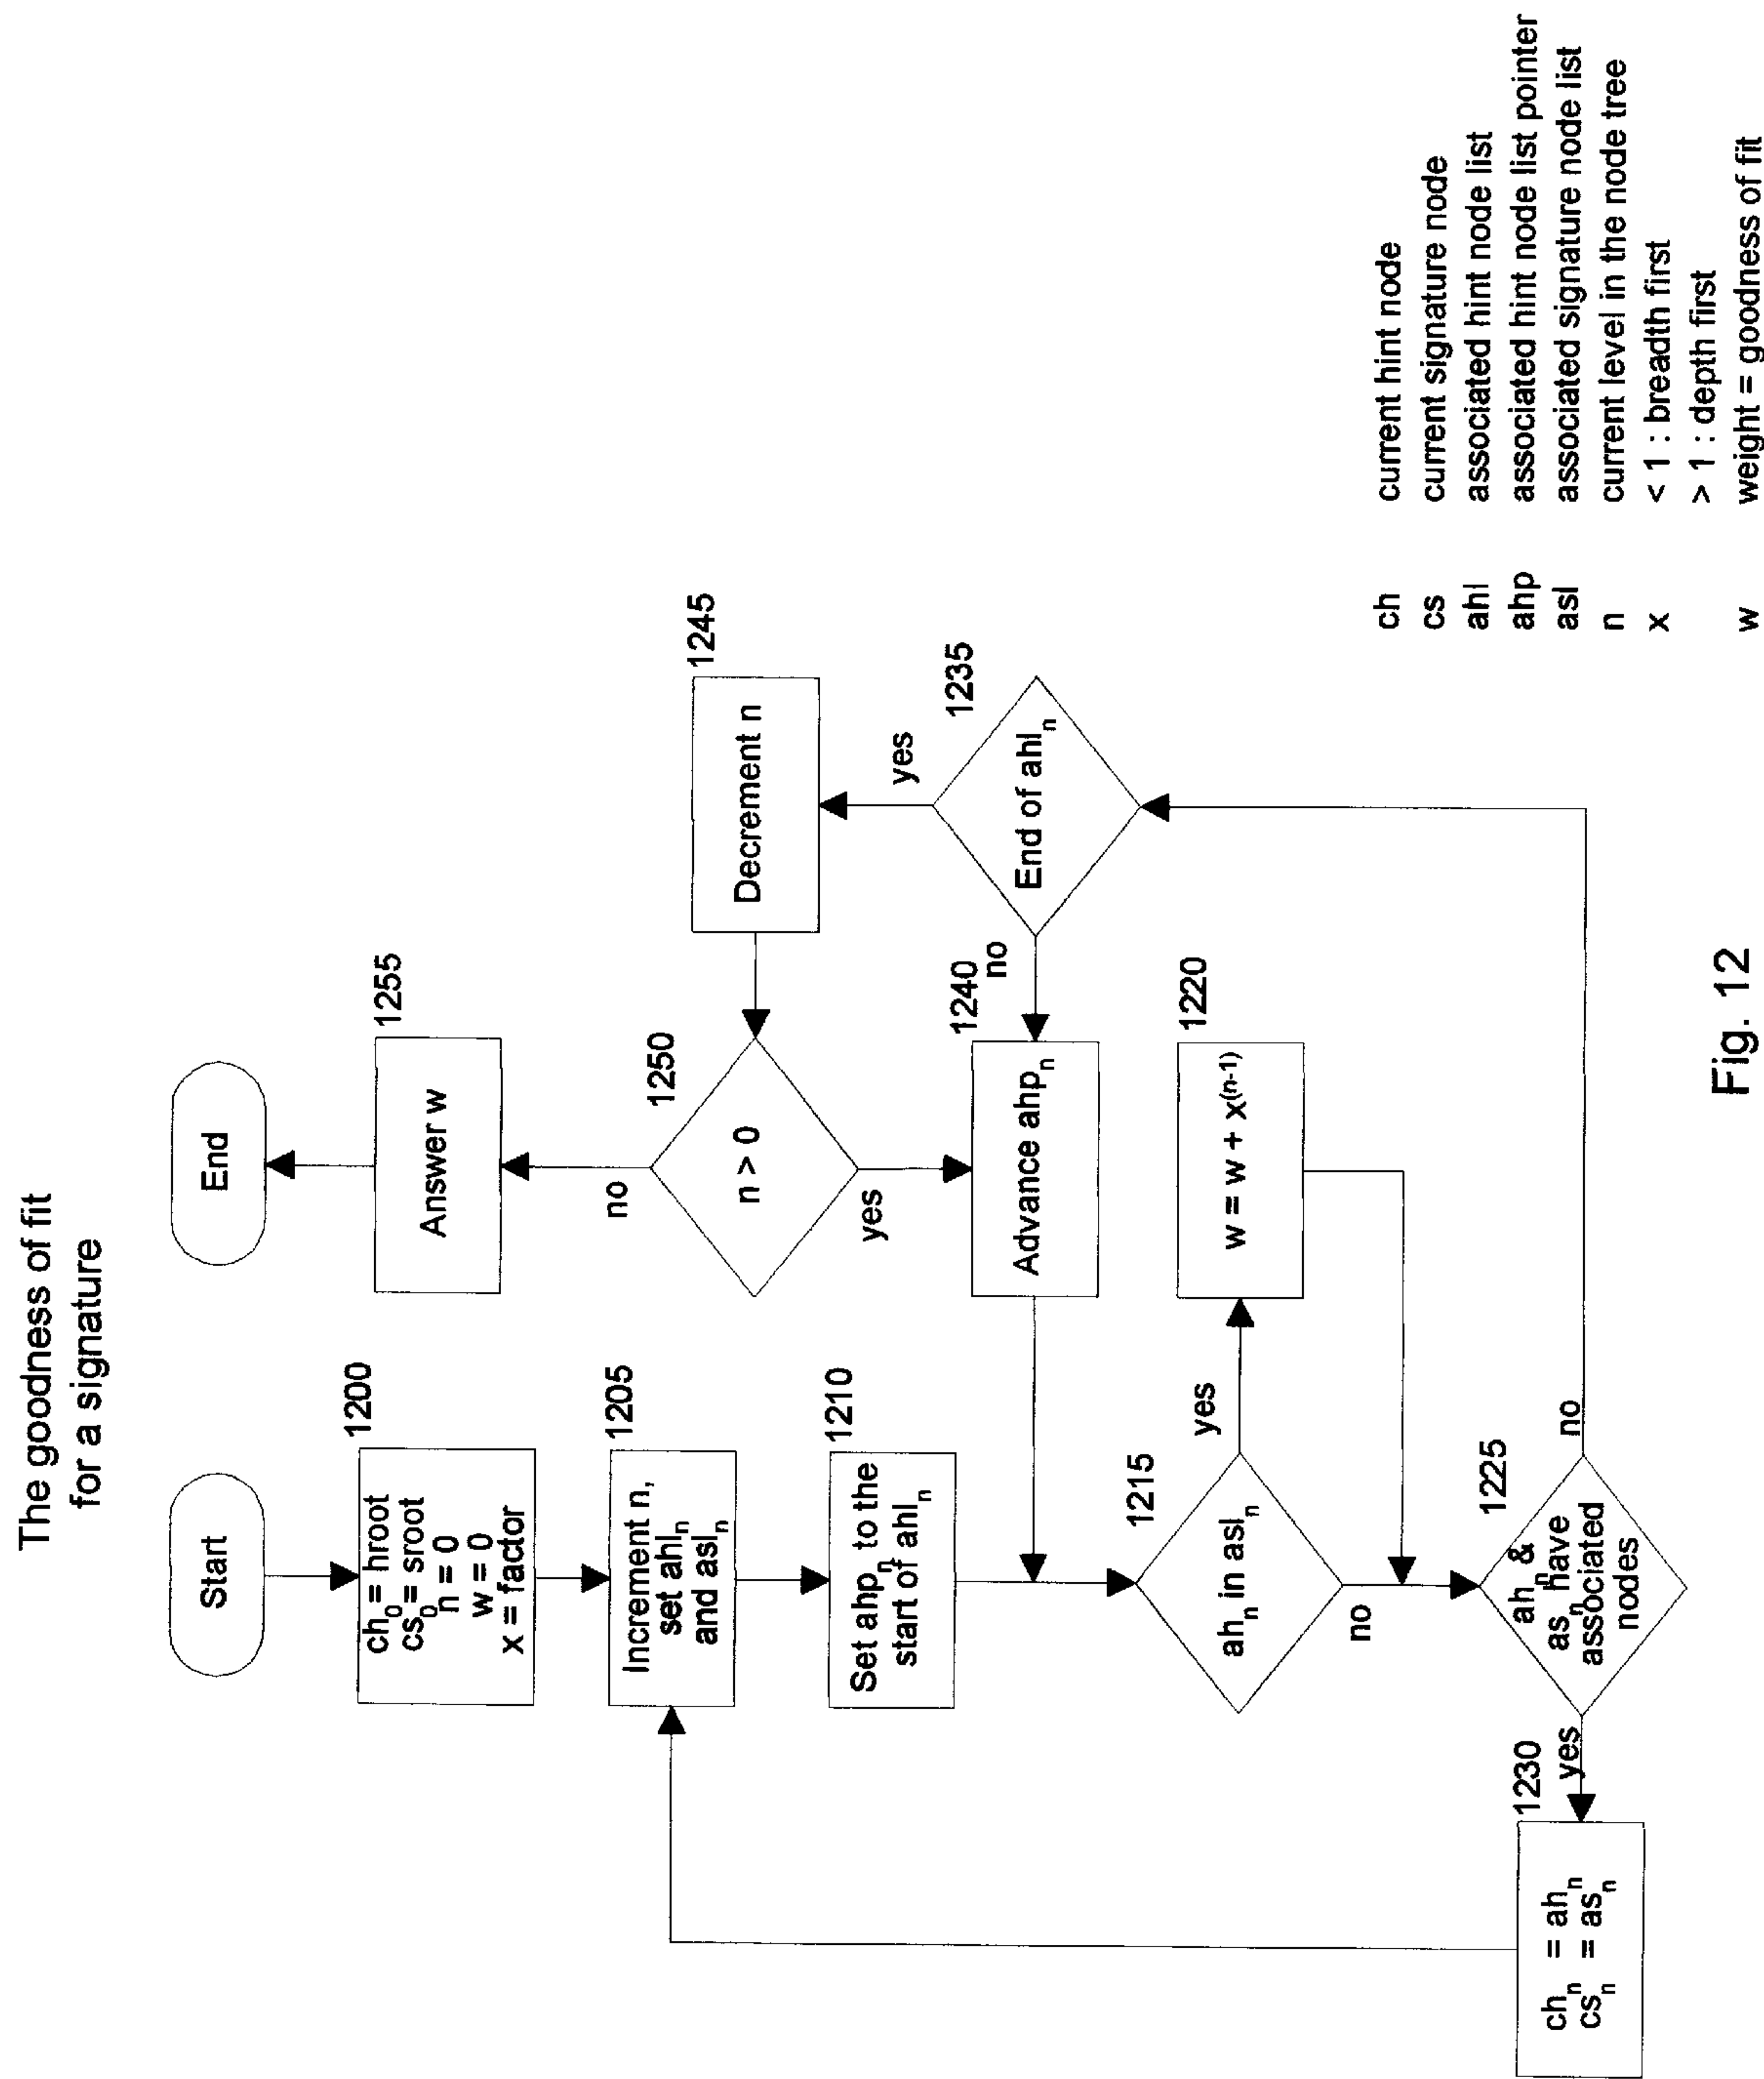 The goodness of fit
for a signature
Start
ch₀ = hroot
cs₀ = sroot
n = 0
w = 0
x = factor
1200
Increment n,
set ahlₙ
and aslₙ
1205
Set ahpₙ to the
start of ahlₙ
1210
ahₙ in aslₙ
1215
yes
no
w = w + x⁽ⁿ⁻¹⁾
1220
ahₙ &
asₙ have
associated
nodes
1225
yes
no
chₙ = ahₙ
csₙ = asₙ
1230
End of ahlₙ
1235
yes
no
Advance ahpₙ
1240
Decrement n
1245
n > 0
1250
yes
no
Answer w
1255
End
ch current hint node
cs current signature node
ahl associated hint node list
ahp associated hint node list pointer
asl associated signature node list
n current level in the node tree
x < 1 : breadth first
> 1 : depth first
w weight = goodness of fit
Fig. 12